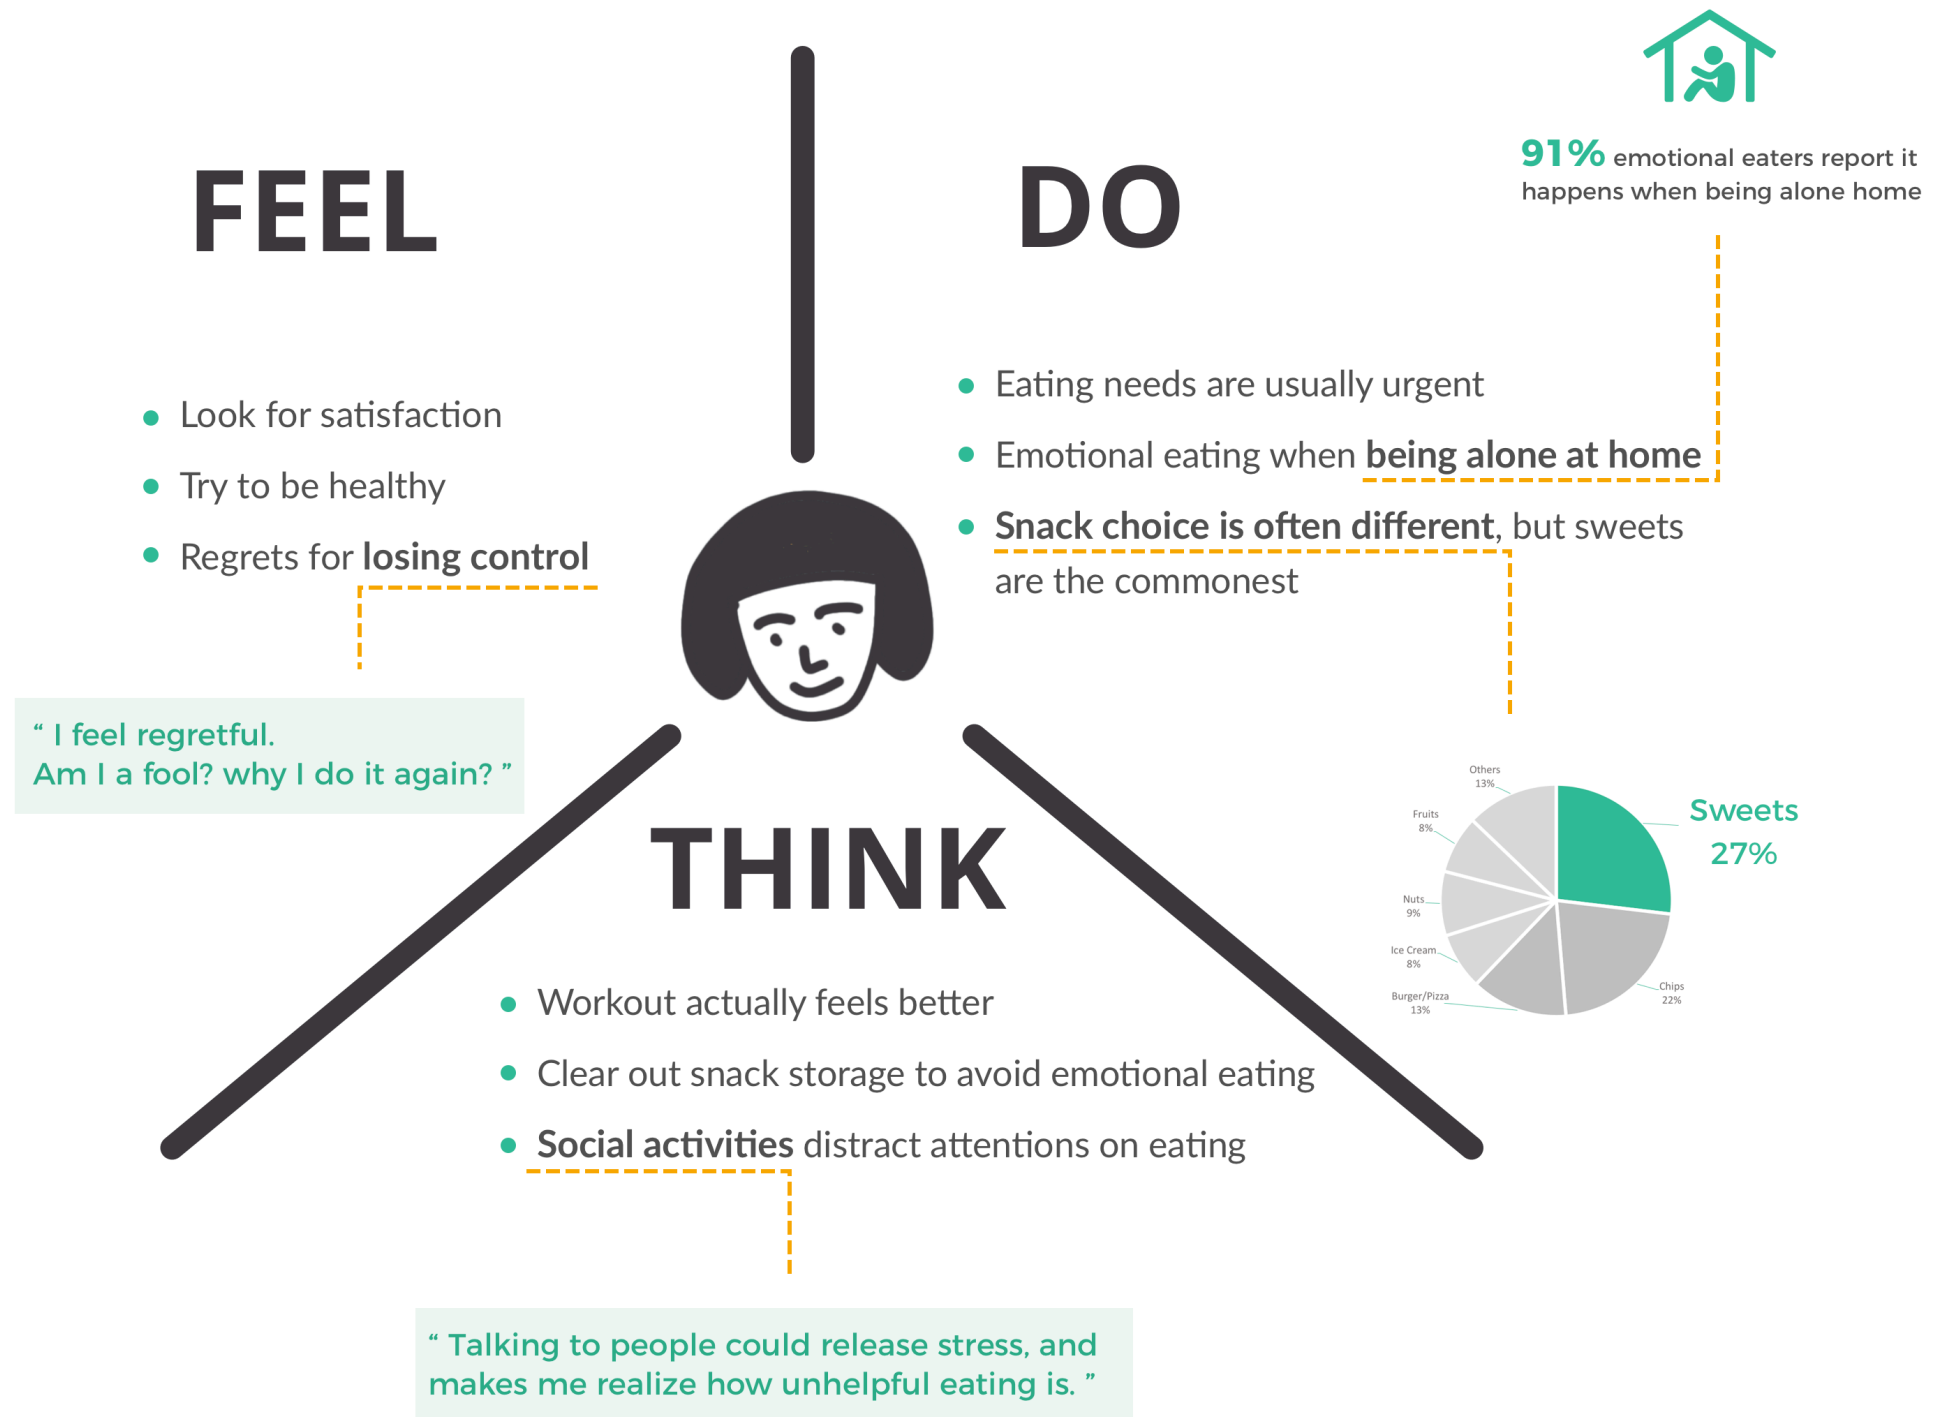 FEEL
Look for satisfaction
Try to be healthy
Regrets for losing control
“ I feel regretful.
Am I a fool? why I do it again? ”
DO
91% emotional eaters report it
happens when being alone home
Eating needs are usually urgent
Emotional eating when being alone at home
Snack choice is often different, but sweets
are the commonest
Others
13%
Fruits
8%
Nuts
9%
Ice Cream
8%
Burger/Pizza
13%
Chips
22%
Sweets
27%
THINK
Workout actually feels better
Clear out snack storage to avoid emotional eating
Social activities distract attentions on eating
“ Talking to people could release stress, and
makes me realize how unhelpful eating is. ”